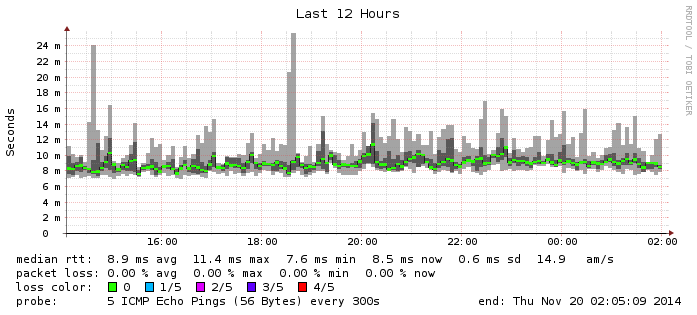 Last 12 Hours
RRDTOOL / TOBI OETIKER
Seconds
24 m
22 m
20 m
18 m
16 m
14 m
12 m
10 m
8 m
6 m
4 m
2 m
0
16:00 18:00 20:00 22:00 00:00 02:00
median rtt: 8.9 ms avg 11.4 ms max 7.6 ms min 8.5 ms now 0.6 ms sd 14.9 am/s
packet loss: 0.00 % avg 0.00 % max 0.00 % min 0.00 % now
loss color: 0 1/5 2/5 3/5 4/5
probe: 5 ICMP Echo Pings (56 Bytes) every 300s end: Thu Nov 20 02:05:09 2014